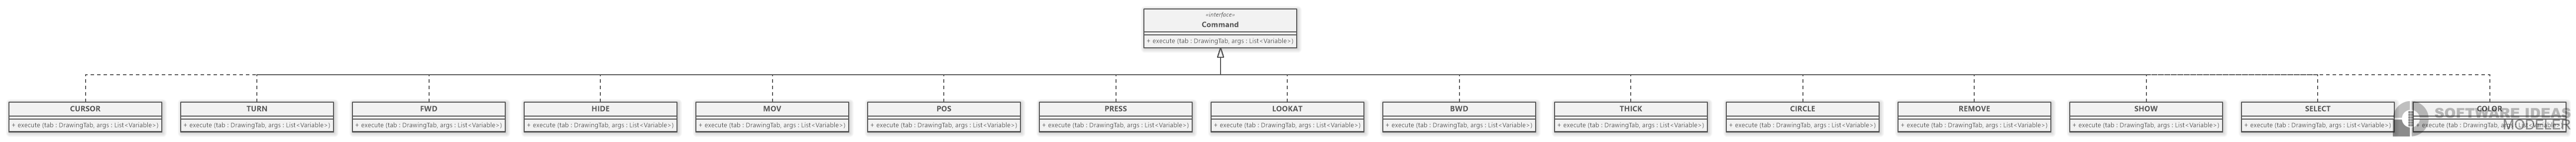 «interface»
Command
+ execute (tab : DrawingTab, args : List<Variable>)
CURSOR
+ execute (tab : DrawingTab, args : List<Variable>)
TURN
+ execute (tab : DrawingTab, args : List<Variable>)
FWD
+ execute (tab : DrawingTab, args : List<Variable>)
HIDE
+ execute (tab : DrawingTab, args : List<Variable>)
MOV
+ execute (tab : DrawingTab, args : List<Variable>)
POS
+ execute (tab : DrawingTab, args : List<Variable>)
PRESS
+ execute (tab : DrawingTab, args : List<Variable>)
LOOKAT
+ execute (tab : DrawingTab, args : List<Variable>)
BWD
+ execute (tab : DrawingTab, args : List<Variable>)
THICK
+ execute (tab : DrawingTab, args : List<Variable>)
CIRCLE
+ execute (tab : DrawingTab, args : List<Variable>)
REMOVE
+ execute (tab : DrawingTab, args : List<Variable>)
SHOW
+ execute (tab : DrawingTab, args : List<Variable>)
SELECT
+ execute (tab : DrawingTab, args : List<Variable>)
COLOR
+ execute (tab : DrawingTab, args : List<Variable>)
SOFTWARE IDEAS
MODELER